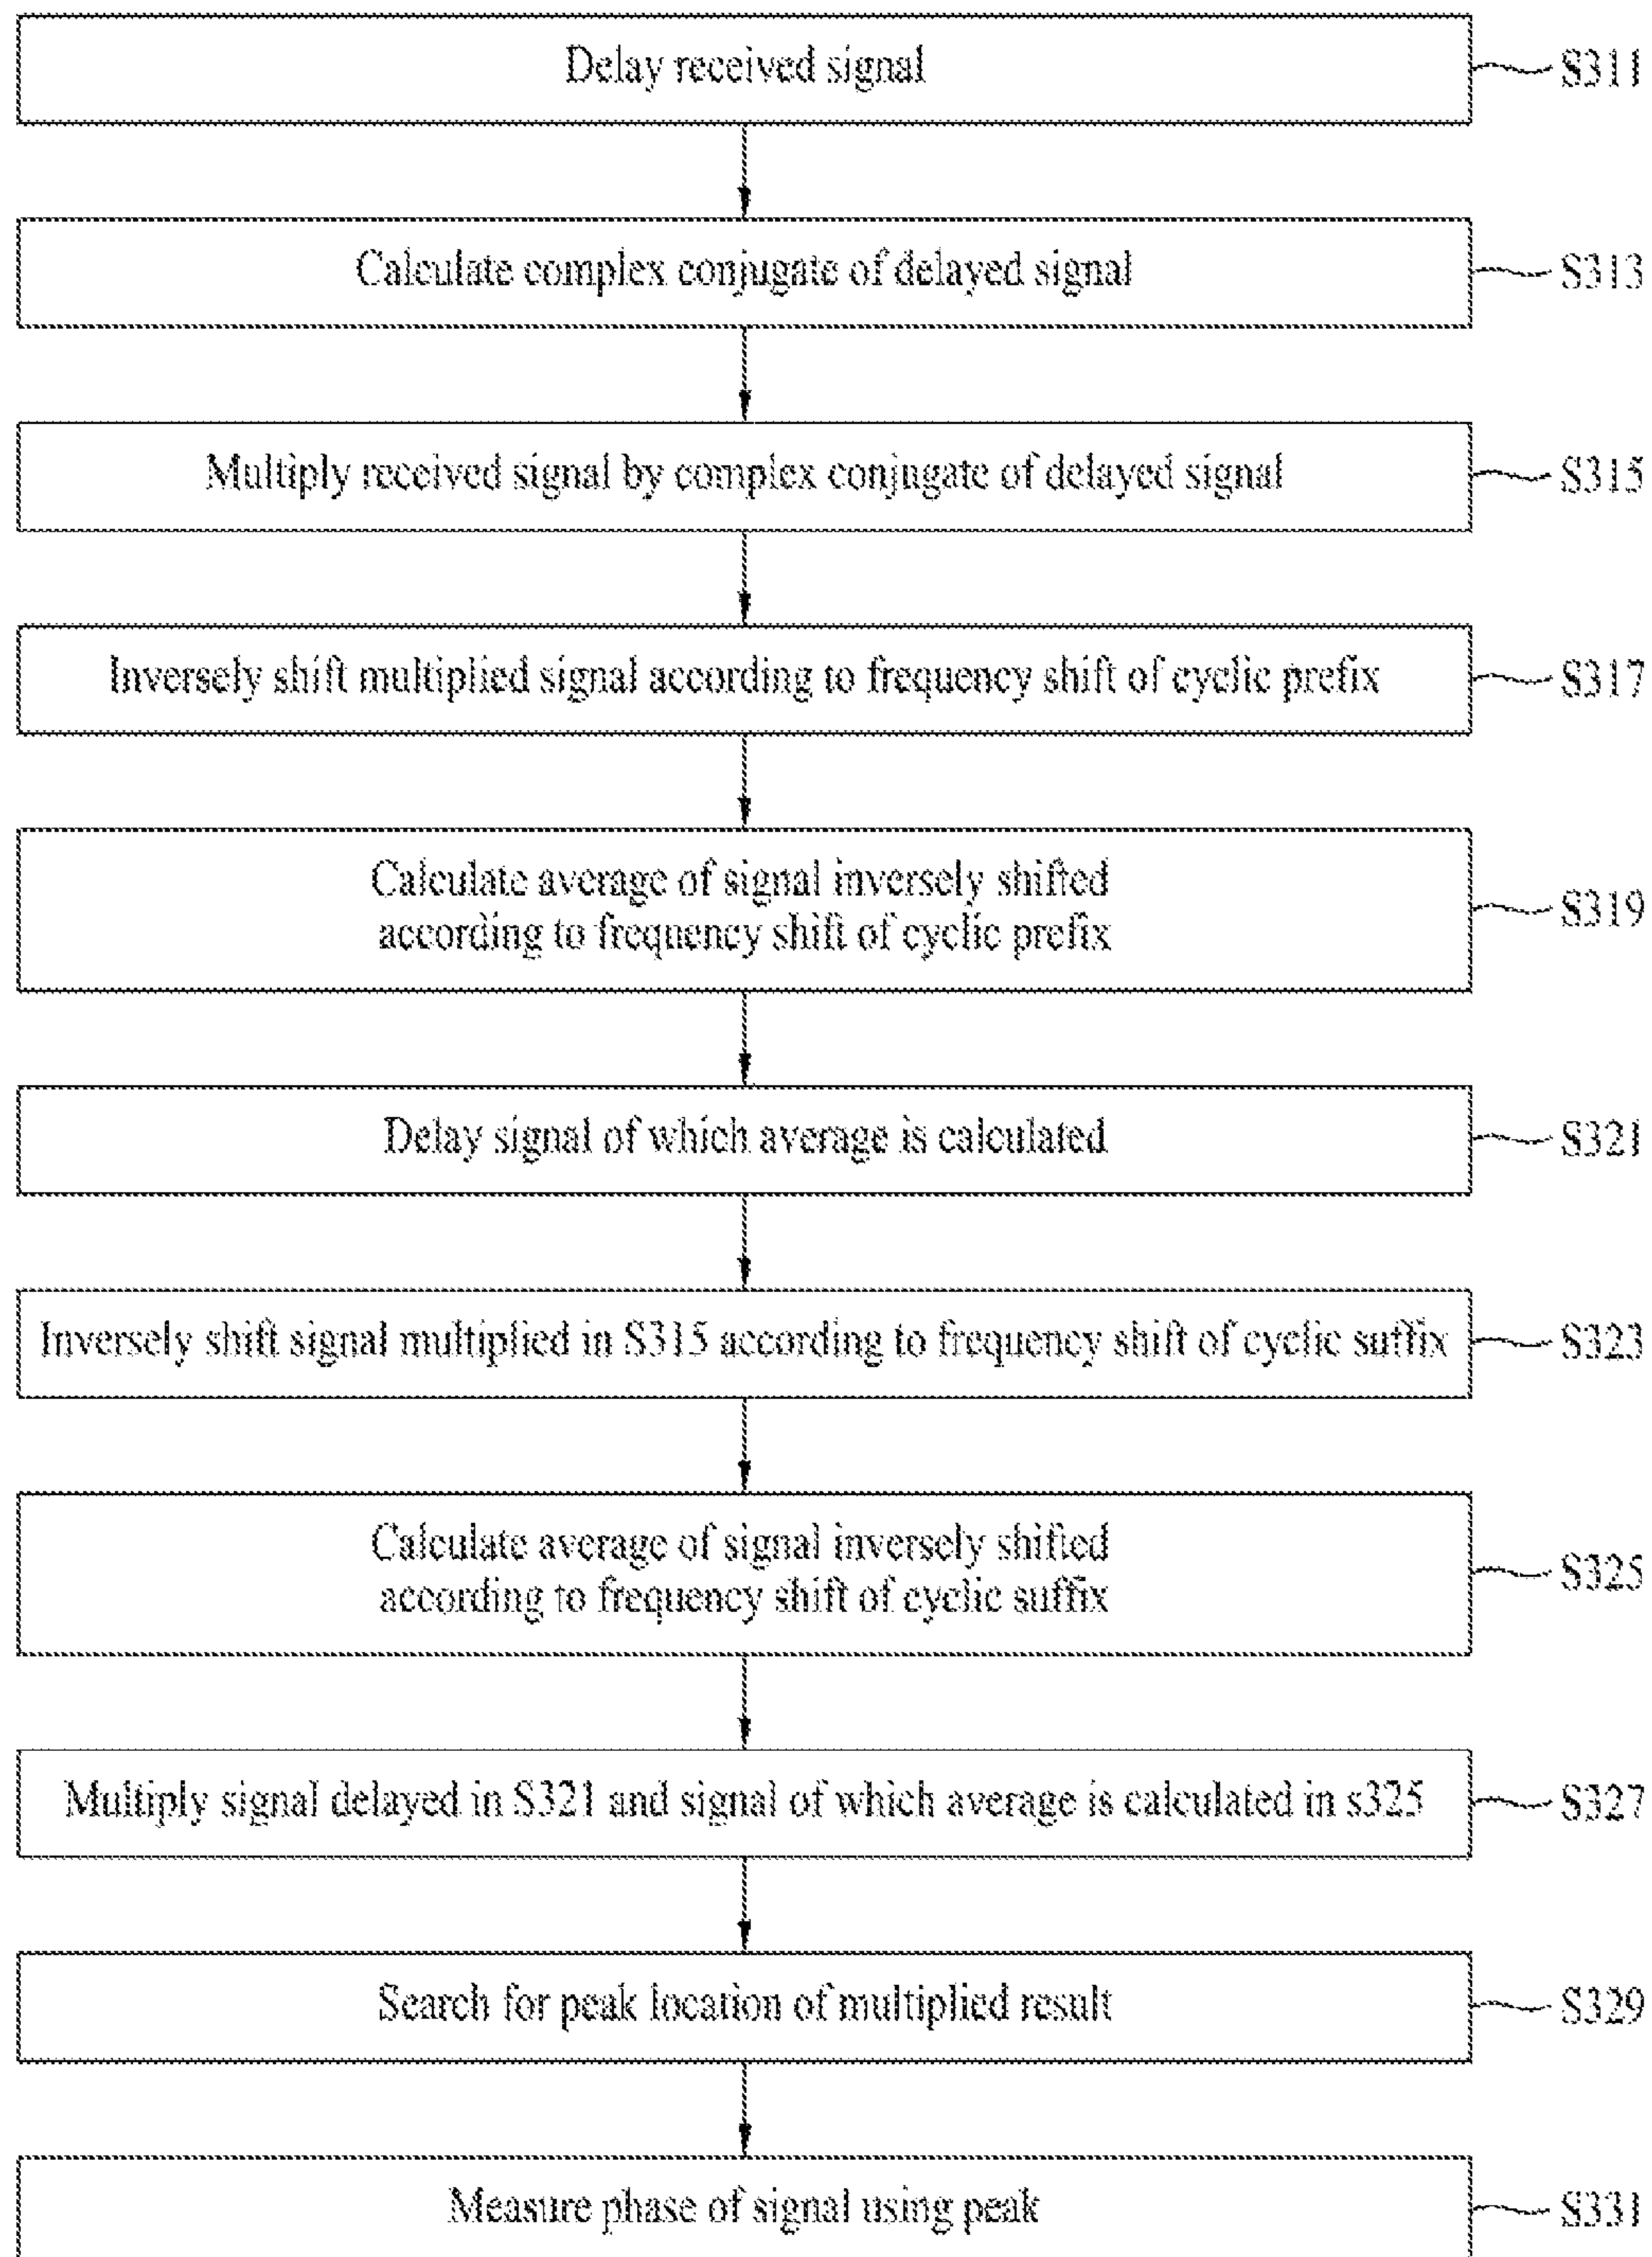 Delay received signal
S311
Calculate complex conjugate of delayed signal
S313
Multiply received signal by complex conjugate of delayed signal
S315
Inversely shift multiplied signal according to frequency shift of cyclic prefix
S317
Calculate average of signal inversely shifted
according to frequency shift of cyclic prefix
S319
Delay signal of which average is calculated
S321
Inversely shift signal multiplied in S315 according to frequency shift of cyclic suffix
S323
Calculate average of signal inversely shifted
according to frequency shift of cyclic suffix
S325
Multiply signal delayed in S321 and signal of which average is calculated in s325
S327
Search for peak location of multiplied result
S329
Measure phase of signal using peak
S331